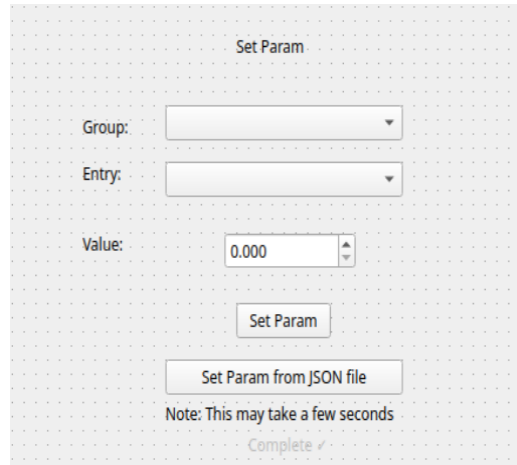 Set Param
Group:
Entry:
Value:
0.000
Set Param
Set Param from JSON file
Note: This may take a few seconds
Complete ✓